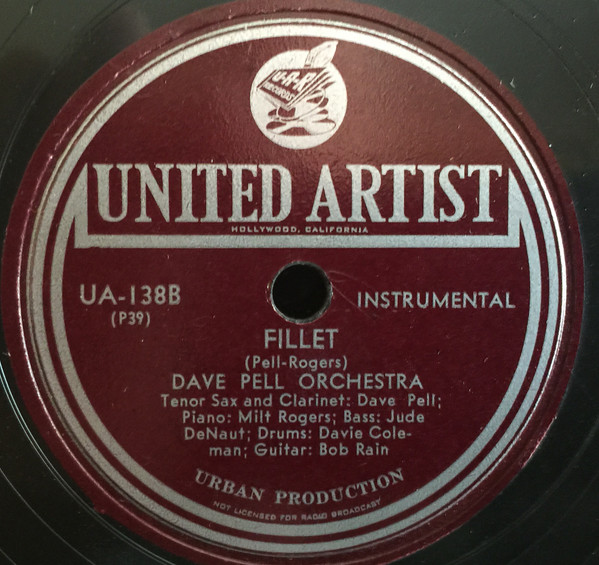 U-A-R
RECORDS
UNITED ARTIST
HOLLYWOOD, CALIFORNIA
UA-138B
(P39)
INSTRUMENTAL
FILLET
(Pell-Rogers)
DAVE PELL ORCHESTRA
Tenor Sax and Clarinet: Dave Pell;
Piano: Milt Rogers; Bass: Jude
DeNaut; Drums: Davie Cole-
man; Guitar: Bob Rain
URBAN PRODUCTION
NOT LICENSED FOR RADIO BROADCAST